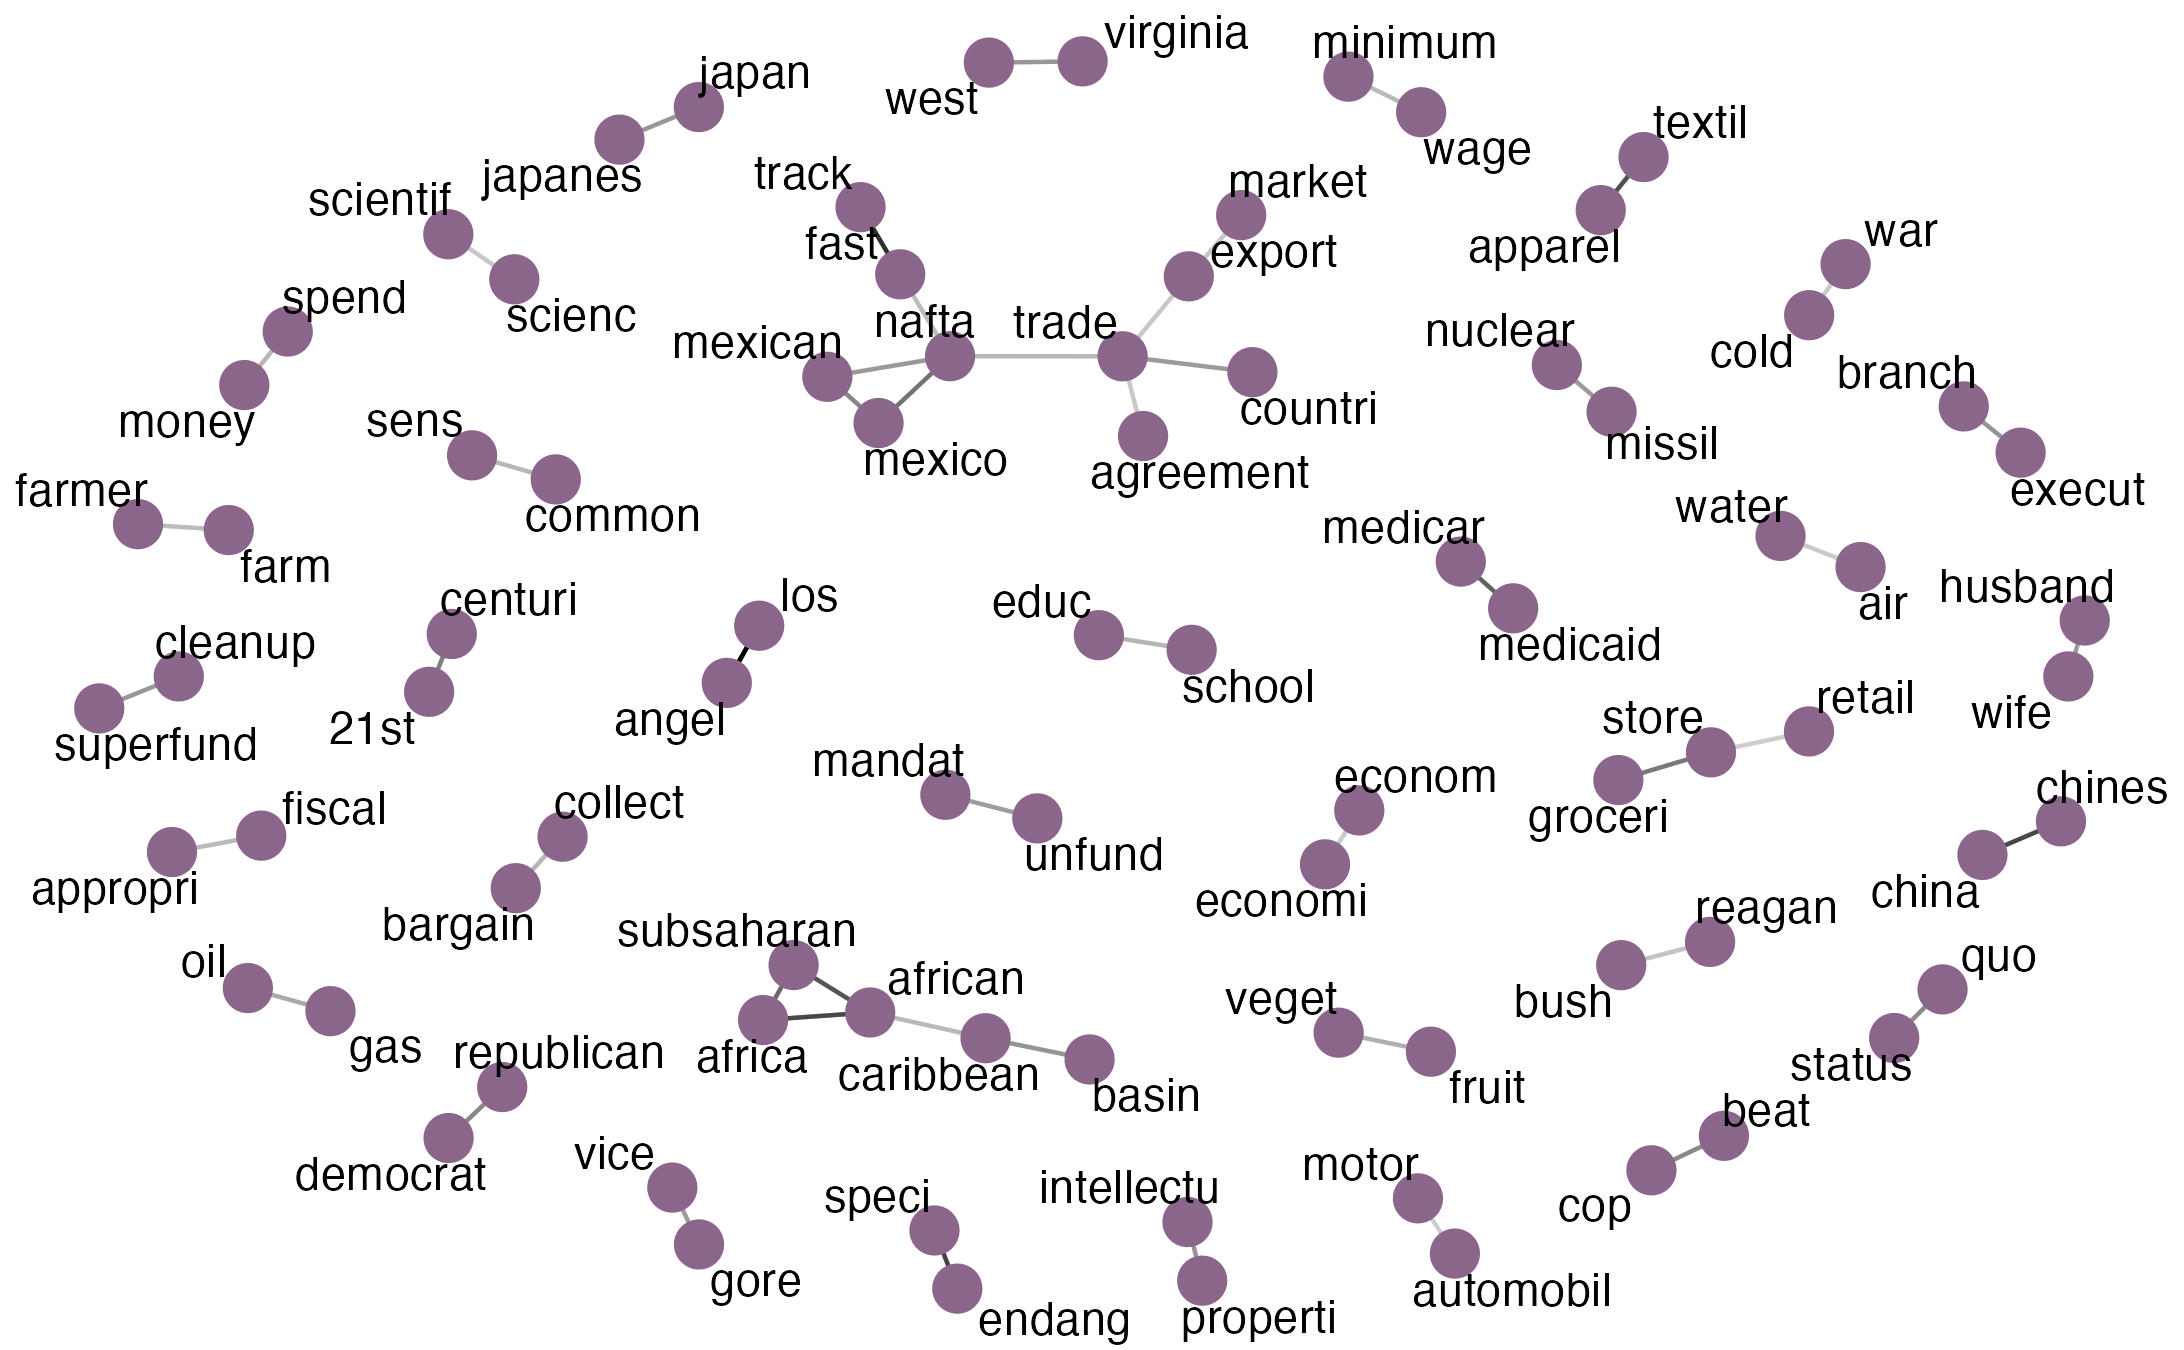 virginia
minimum
japan
west
textil
wage
track
japanes
market
scientif
war
fast
export
apparel
spend
scienc
nafta
trade
nuclear
mexican
cold
branch
money
sens
countri
missil
mexico
agreement
farmer
common
execut
water
medicar
farm
centuri
los
educ
husband
air
cleanup
medicaid
school
retail
superfund
21st
angel
store
wife
mandat
econom
chines
fiscal
collect
groceri
unfund
appropri
economi
china
bargain
subsaharan
reagan
oil
african
quo
veget
bush
gas
republican
africa
caribbean
status
basin
fruit
beat
democrat
vice
motor
speci
intellectu
cop
gore
automobil
endang
properti